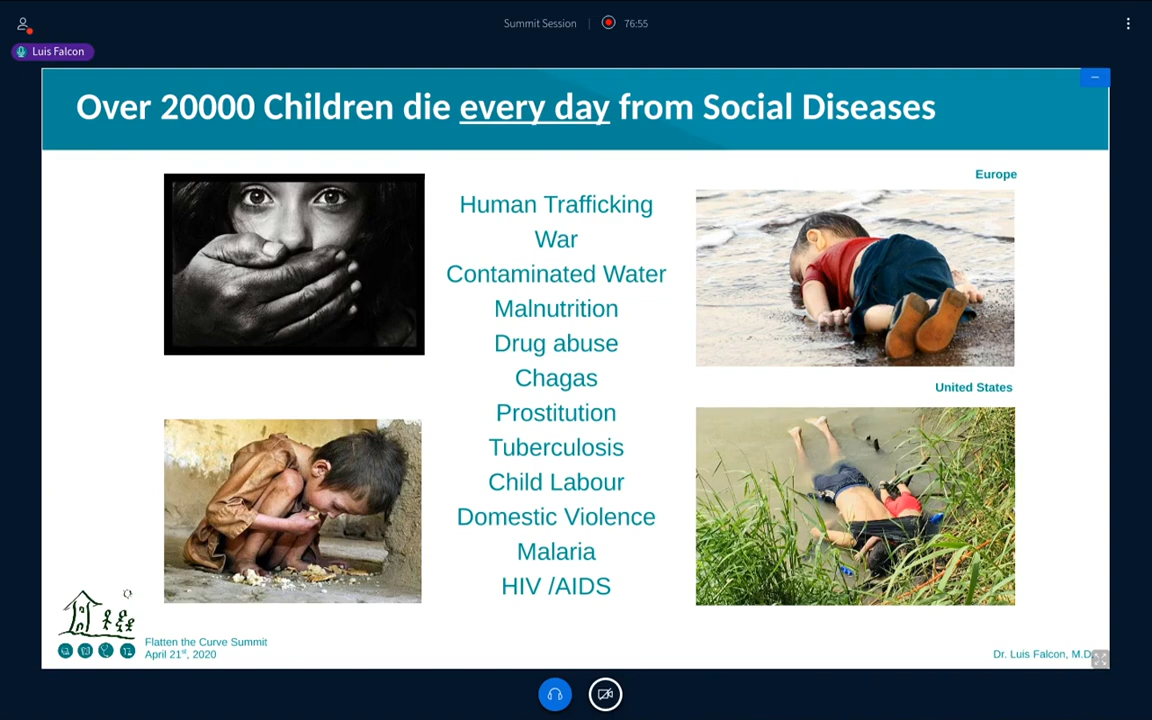 Summit Session
76:55
Luis Falcon
Over 20000 Children die every day from Social Diseases
Human Trafficking
War
Contaminated Water
Malnutrition
Drug abuse
Chagas
Prostitution
Tuberculosis
Child Labour
Domestic Violence
Malaria
HIV /AIDS
Europe
United States
Flatten the Curve Summit
April 21st, 2020
Dr. Luis Falcon, M.D